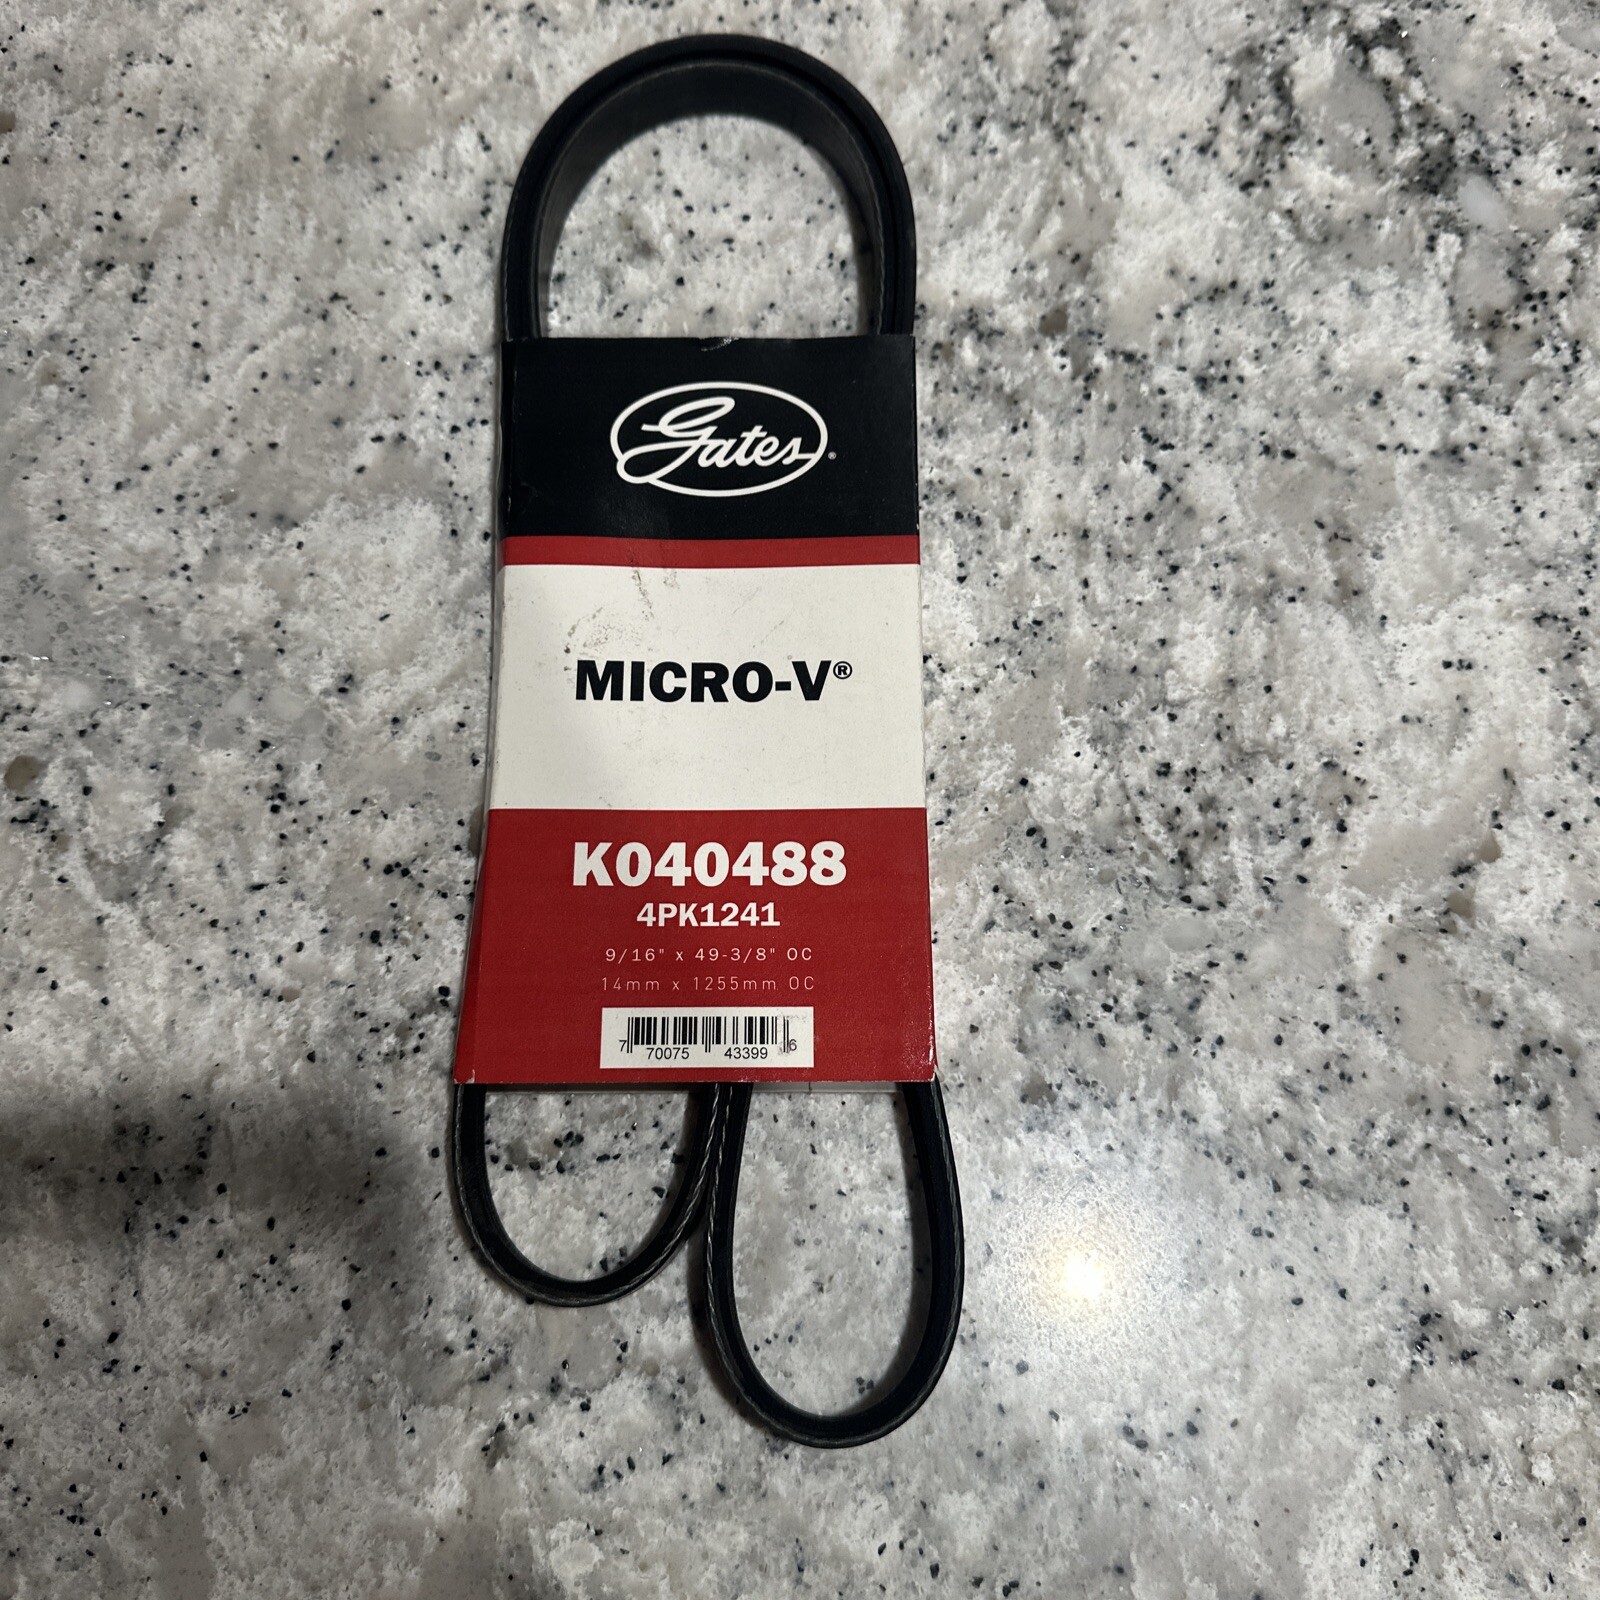 Gates®
MICRO-V®
K040488
4PK1241
9/16" x 49-3/8" OC
14mm x 1255mm OC
7 70075 43399 6